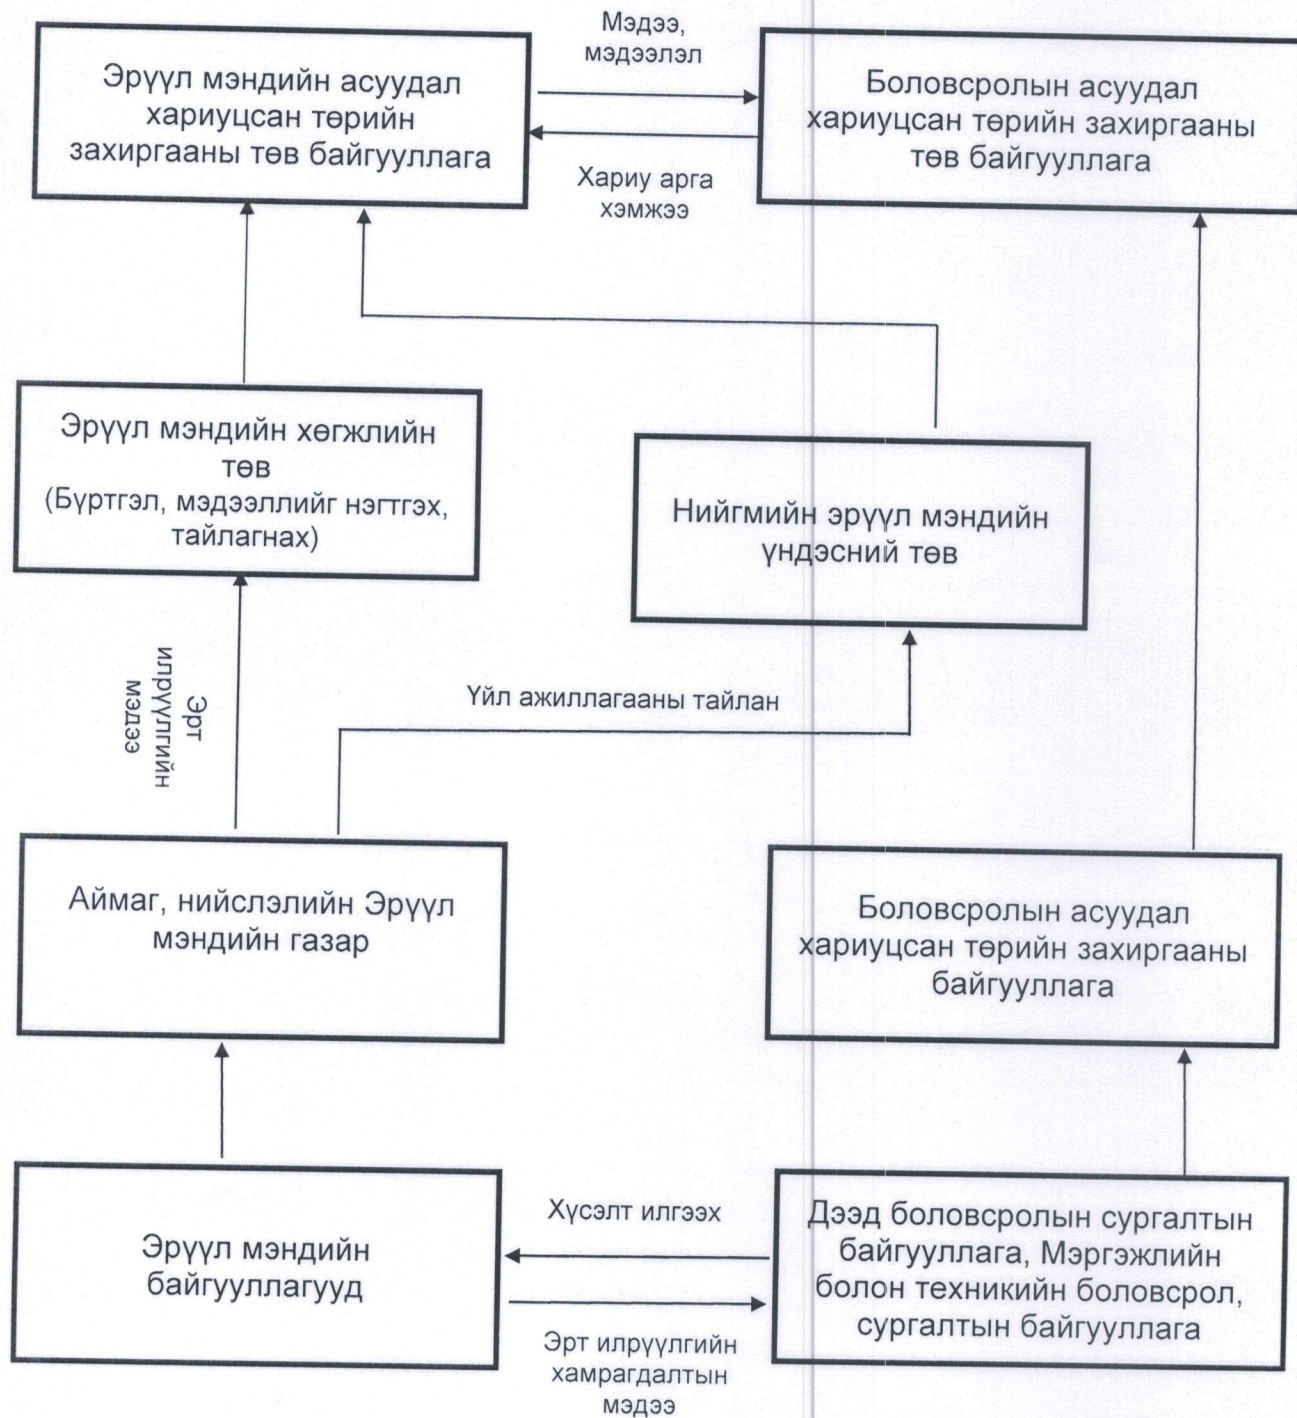 Мэдээ,
мэдээлэл
Эрүүл мэндийн асуудал
хариуцсан төрийн
захиргааны төв байгууллага
Боловсролын асуудал
хариуцсан төрийн захиргааны
төв байгууллага
Хариу арга
хэмжээ
Эрүүл мэндийн хөгжлийн
төв
(Бүртгэл, мэдээллийг нэгтгэх,
тайлагнах)
Нийгмийн эрүүл мэндийн
үндэсний төв
Эрт
илрүүлгийн
мэдээ
Үйл ажиллагааны тайлан
Аймаг, нийслэлийн Эрүүл
мэндийн газар
Боловсролын асуудал
хариуцсан төрийн захиргааны
байгууллага
Эрүүл мэндийн
байгууллагууд
Хүсэлт илгээх
Эрт илрүүлгийн
хамрагдалтын
мэдээ
Дээд боловсролын сургалтын
байгууллага, Мэргэжлийн
болон техникийн боловсрол,
сургалтын байгууллага